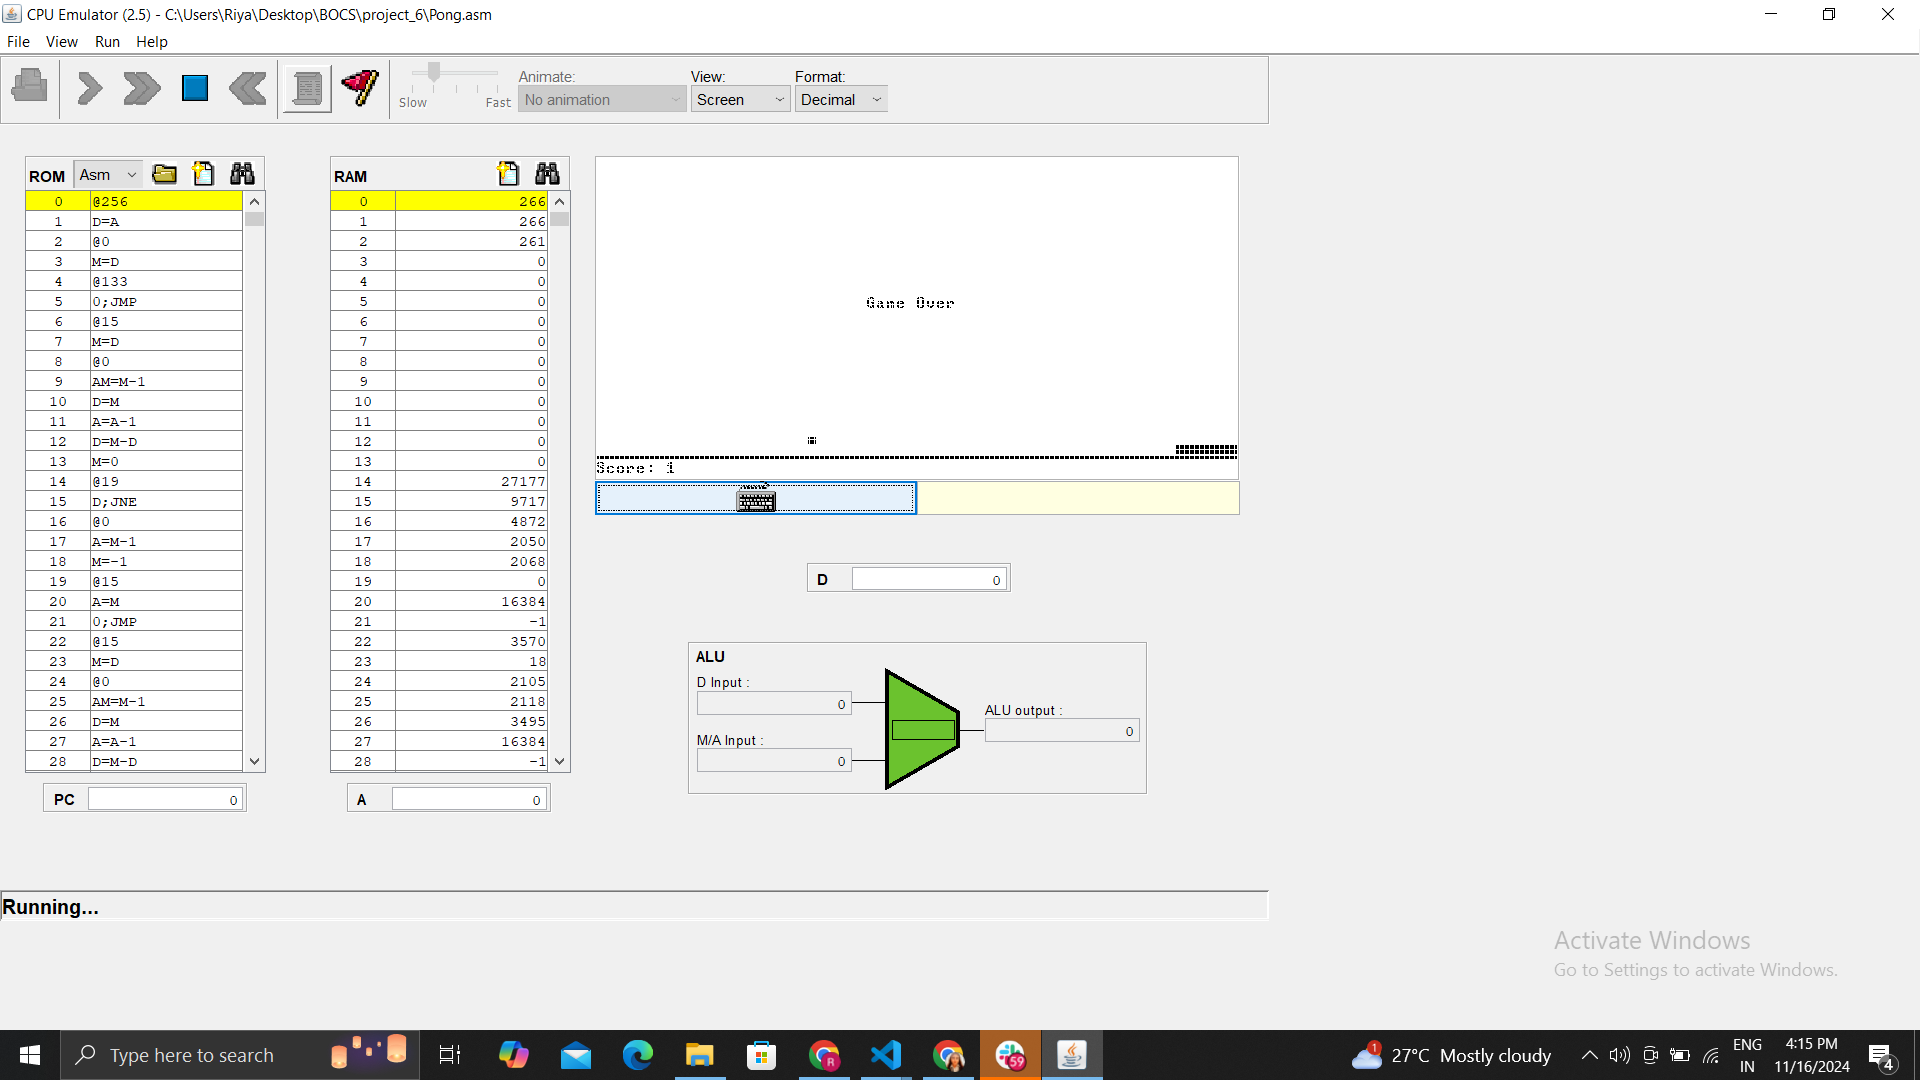 CPU Emulator (2.5) - C:\Users\Riya\Desktop\BOCS\project_6\Pong.asm
File View Run Help
Slow Fast
Animate:
No animation
View:
Screen
Format:
Decimal
ROM Asm
0 @256
1 D=A
2 @0
3 M=D
4 @133
5 0;JMP
6 @15
7 M=D
8 @0
9 AM=M-1
10 D=M
11 A=A-1
12 D=M-D
13 M=0
14 @19
15 D;JNE
16 @0
17 A=M-1
18 M=-1
19 @15
20 A=M
21 0;JMP
22 @15
23 M=D
24 @0
25 AM=M-1
26 D=M
27 A=A-1
28 D=M-D
PC 0
RAM
0 266
1 266
2 261
3 0
4 0
5 0
6 0
7 0
8 0
9 0
10 0
11 0
12 0
13 0
14 27177
15 9717
16 4872
17 2050
18 2068
19 0
20 16384
21 -1
22 3570
23 18
24 2105
25 2118
26 3495
27 16384
28 -1
A 0
Game Over
Score: 1
D 0
ALU
D Input :
0
M/A Input :
0
ALU output :
0
Running...
Activate Windows
Go to Settings to activate Windows.
Type here to search
R
59
1
27°C Mostly cloudy
ENG
IN
4:15 PM
11/16/2024
4